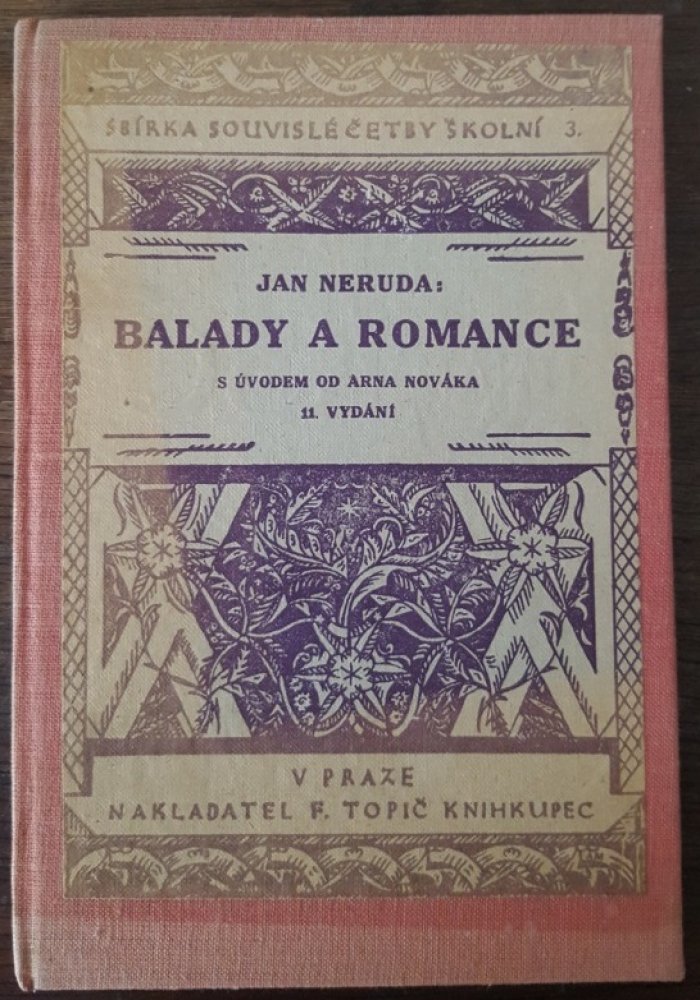 SBÍRKA SOUVISLÉ ČETBY ŠKOLNÍ 3.
JAN NERUDA:
BALADY A ROMANCE
S ÚVODEM OD ARNA NOVÁKA
11. VYDÁNÍ
V PRAZE
NAKLADATEL F. TOPIČ KNIHKUPEC